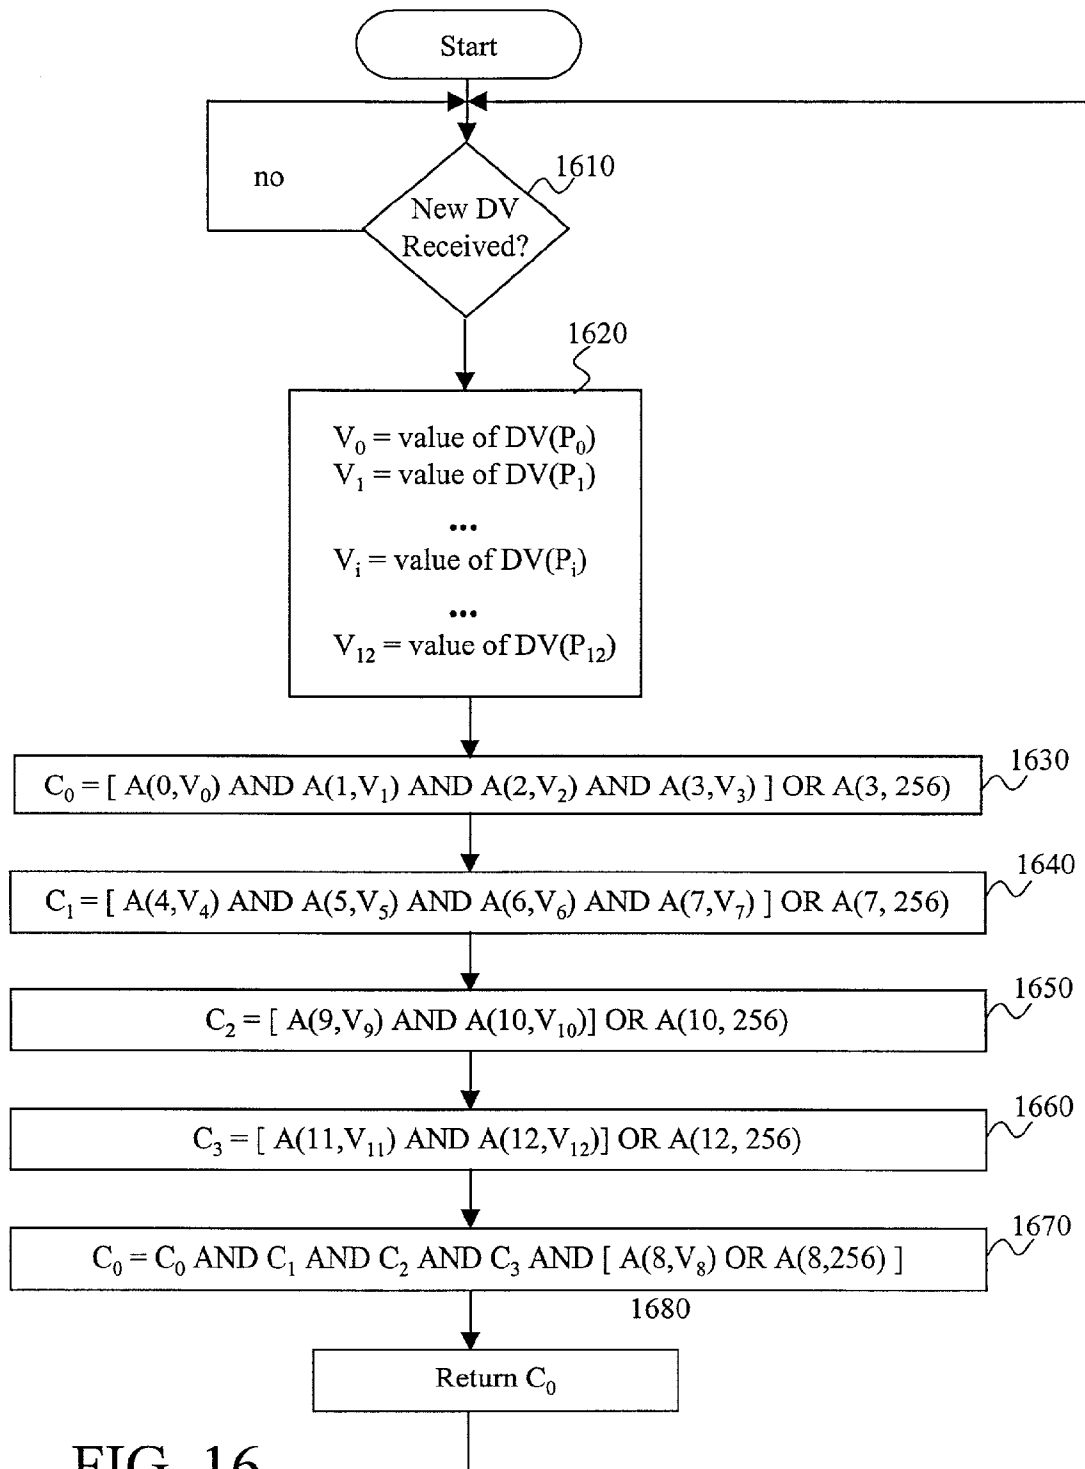 Start
1610
no
New DV
Received?
1620
V₀ = value of DV(P₀)
V₁ = value of DV(P₁)
...
Vᵢ = value of DV(Pᵢ)
...
V₁₂ = value of DV(P₁₂)
1630
C₀ = [ A(0,V₀) AND A(1,V₁) AND A(2,V₂) AND A(3,V₃) ] OR A(3, 256)
1640
C₁ = [ A(4,V₄) AND A(5,V₅) AND A(6,V₆) AND A(7,V₇) ] OR A(7, 256)
1650
C₂ = [ A(9,V₉) AND A(10,V₁₀)] OR A(10, 256)
1660
C₃ = [ A(11,V₁₁) AND A(12,V₁₂)] OR A(12, 256)
1670
C₀ = C₀ AND C₁ AND C₂ AND C₃ AND [ A(8,V₈) OR A(8,256) ]
1680
Return C₀
FIG. 16